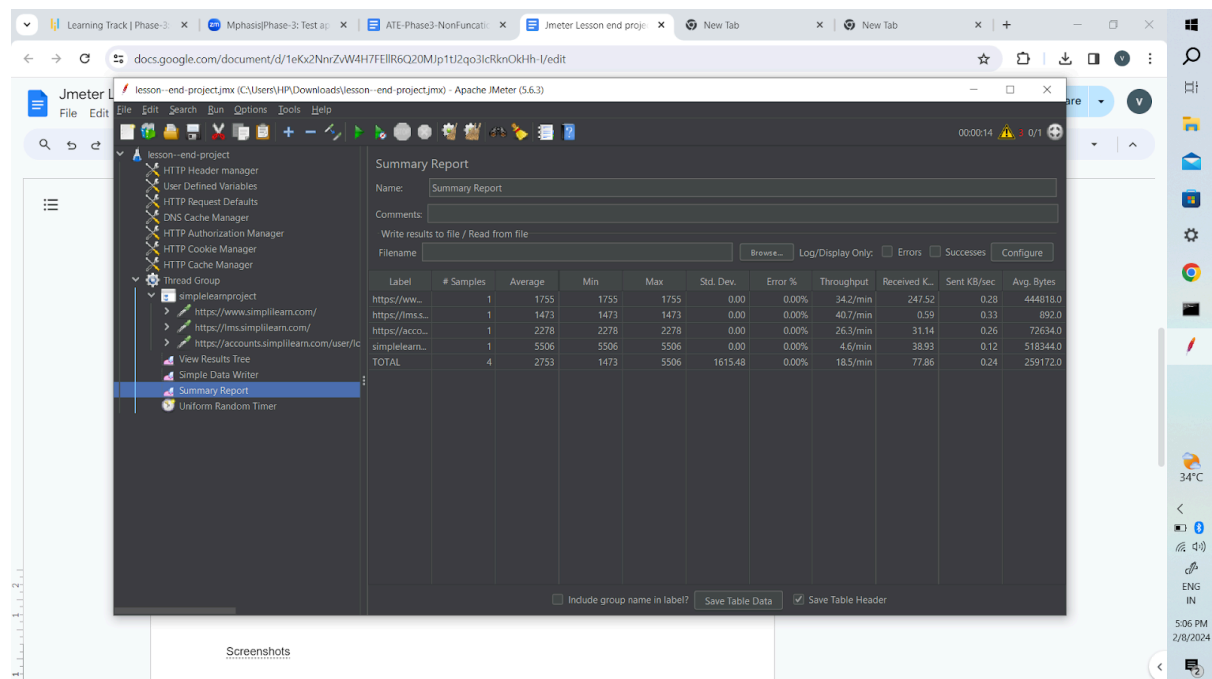 Learning Track | Phase-3:
Mphasis|Phase-3: Test ap
ATE-Phase3-NonFuncatic
Jmeter Lesson end proje
New Tab
New Tab
docs.google.com/document/d/1eKx2NnrZvW4H7FEllR6Q20MJp1tJ2qo3lcRknOkHh-I/edit
Jmeter L
File Edit
lesson--end-project.jmx (C:\Users\HP\Downloads\lesson--end-project.jmx) - Apache JMeter (5.6.3)
are
V
File Edit Search Run Options Tools Help
00:00:14 3 0/1
lesson--end-project
HTTP Header manager
User Defined Variables
HTTP Request Defaults
DNS Cache Manager
HTTP Authorization Manager
HTTP Cookie Manager
HTTP Cache Manager
Thread Group
simplelearnproject
https://www.simplilearn.com/
https://lms.simplilearn.com/
https://accounts.simplilearn.com/user/lc
View Results Tree
Simple Data Writer
Summary Report
Uniform Random Timer
Summary Report
Name: Summary Report
Comments:
Write results to file / Read from file
Filename Browse... Log/Display Only: Errors Successes Configure
Label # Samples Average Min Max Std. Dev. Error % Throughput Received K... Sent KB/sec Avg. Bytes
https://ww... 1 1755 1755 1755 0.00 0.00% 34.2/min 247.52 0.28 444818.0
https://lms.s... 1 1473 1473 1473 0.00 0.00% 40.7/min 0.59 0.33 892.0
https://acco... 1 2278 2278 2278 0.00 0.00% 26.3/min 31.14 0.26 72634.0
simplelearn... 1 5506 5506 5506 0.00 0.00% 4.6/min 38.93 0.12 518344.0
TOTAL 4 2753 1473 5506 1615.48 0.00% 18.5/min 77.86 0.24 259172.0
Include group name in label? Save Table Data Save Table Header
Screenshots
34°C
ENG
IN
5:06 PM
2/8/2024
2